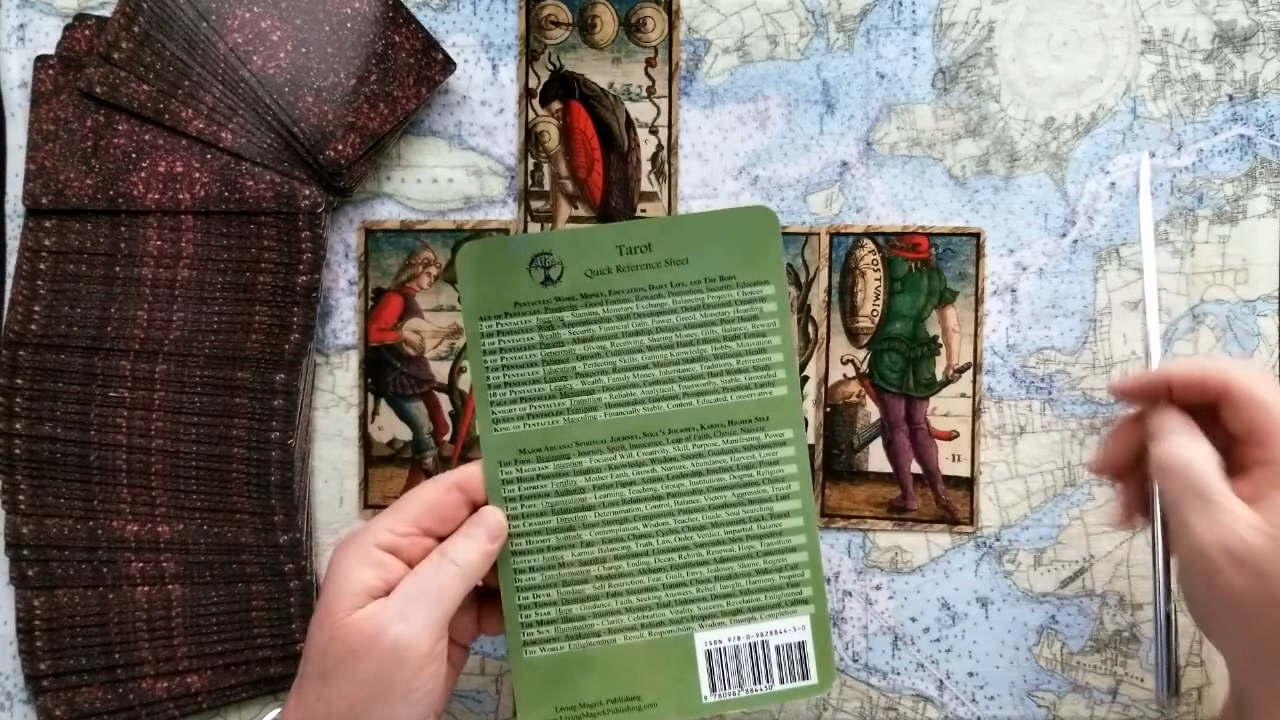 Tarot
Quick Reference Sheet
PENTACLES: WORK, MONEY, EDUCATION, DAILY LIFE, AND THE BODY
ACE OF PENTACLES: Prosperity - Good Fortune, Rewards, Promotion, Security, Education
2 OF PENTACLES: Juggling - Stamina, Monetary Exchange, Balancing Projects, Choices
3 OF PENTACLES: Work - Apprenticeship, Skill Development, Detail Oriented, Creativity
4 OF PENTACLES: Wealth - Security, Financial Gain, Power, Greed, Monetary Hoarding
5 OF PENTACLES: Poverty - Abandonment, Hardship, Delays, Alienation, Poor Health
6 OF PENTACLES: Generosity - Giving, Receiving, Sharing Money, Gifts, Balance, Reward
7 OF PENTACLES: Patience - Growth, Cultivation, Working Hard, Efforts, Right Timing
8 OF PENTACLES: Education - Perfecting Skills, Gaining Knowledge, Hobby, Motivation
9 OF PENTACLES: Luxury - Prosperity, Retirement, Material Stability, Wellness, Health
10 OF PENTACLES: Legacy - Wealth, Family Money, Inheritance, Traditions, Retirement
PAGE OF PENTACLES: Messenger - Documents, Contracts, Student, Hard Worker, Study
KNIGHT OF PENTACLES: Transition - Reliable, Analytical, Trustworthy, Stable, Grounded
QUEEN OF PENTACLES: Feminine - Homemaker, Gardener, Prosperous, Practical, Earthy
KING OF PENTACLES: Masculine - Financially Stable, Content, Educated, Conservative
MAJOR ARCANA: SPIRITUAL JOURNEY, SOUL'S JOURNEY, KARMA, HIGHER SELF
THE FOOL: Beginning - Journey, Spirit, Innocence, Leap of Faith, Choice, Naivete
THE MAGICIAN: Intention - Focused Will, Creativity, Skill, Purpose, Manifesting, Power
THE HIGH PRIESTESS: Intuition - Knowledge, Wisdom, Secrets, Guidance, Subconscious
THE EMPRESS: Fertility - Mother Earth, Growth, Nurture, Abundance, Harvest, Lover
THE EMPEROR: Authority - Father Figure, Action, Leadership, Intellect, Logic, Power
THE POPE: Organizations - Learning, Teaching, Groups, Institutions, Dogma, Religion
THE LOVERS: Relationships - Love Relationship, Partnership, Communication, Choice
THE CHARIOT: Direction - Determination, Control, Balance, Victory, Aggression, Travel
STRENGTH: Fortitude - Inner Strength, Compassion, Patience, Gentleness, Instinct, Lust
THE HERMIT: Solitude - Contemplation, Wisdom, Teacher, Guide, Soul Searching
WHEEL OF FORTUNE: Fate - Karma, Chance, Cycles, Change, Movement, Luck, Travel
JUSTICE: Justice - Karmic Balancing, Truth, Law, Order, Verdict, Impartial, Balance
THE HANGED MAN: Sacrifice - Restrained, Limitations, Surrender, New Perspective
DEATH: Transformation - Change, Ending, Decay, Rebirth, Renewal, Hope, Transition
TEMPERANCE: Balance - Moderation, Alchemy, Equilibrium, Adjustments, Contemplate
THE DEVIL: Bondage - Self Restriction, Fear, Guilt, Envy, Jealousy, Shame, Regrets
THE TOWER: Destruction - False Securities, Trauma, Chaos, Breakdown, Wake-up Call
THE STAR: Hope - Guidance, Faith, Seeking Answers, Relief, Insight, Harmony, Inspired
THE MOON: Illusion - Intuition, Mystery, Trial, Unknown, Dreams, Subconscious, Fear
THE SUN: Illumination - Clarity, Celebration, Vitality, Success, Revelation, Enlightened
JUDGEMENT: Awakening - Renewal, Rebirth, Soul's Purpose, Atonement, Calling
THE WORLD: Enlightenment - Result, Responsibility, Wisdom, Triumph, Completion
ISBN 978-0-9828844-3-0
9 780982 884430
Living Magick Publishing
LivingMagickPublishing.com
POSTVMIO
·II·